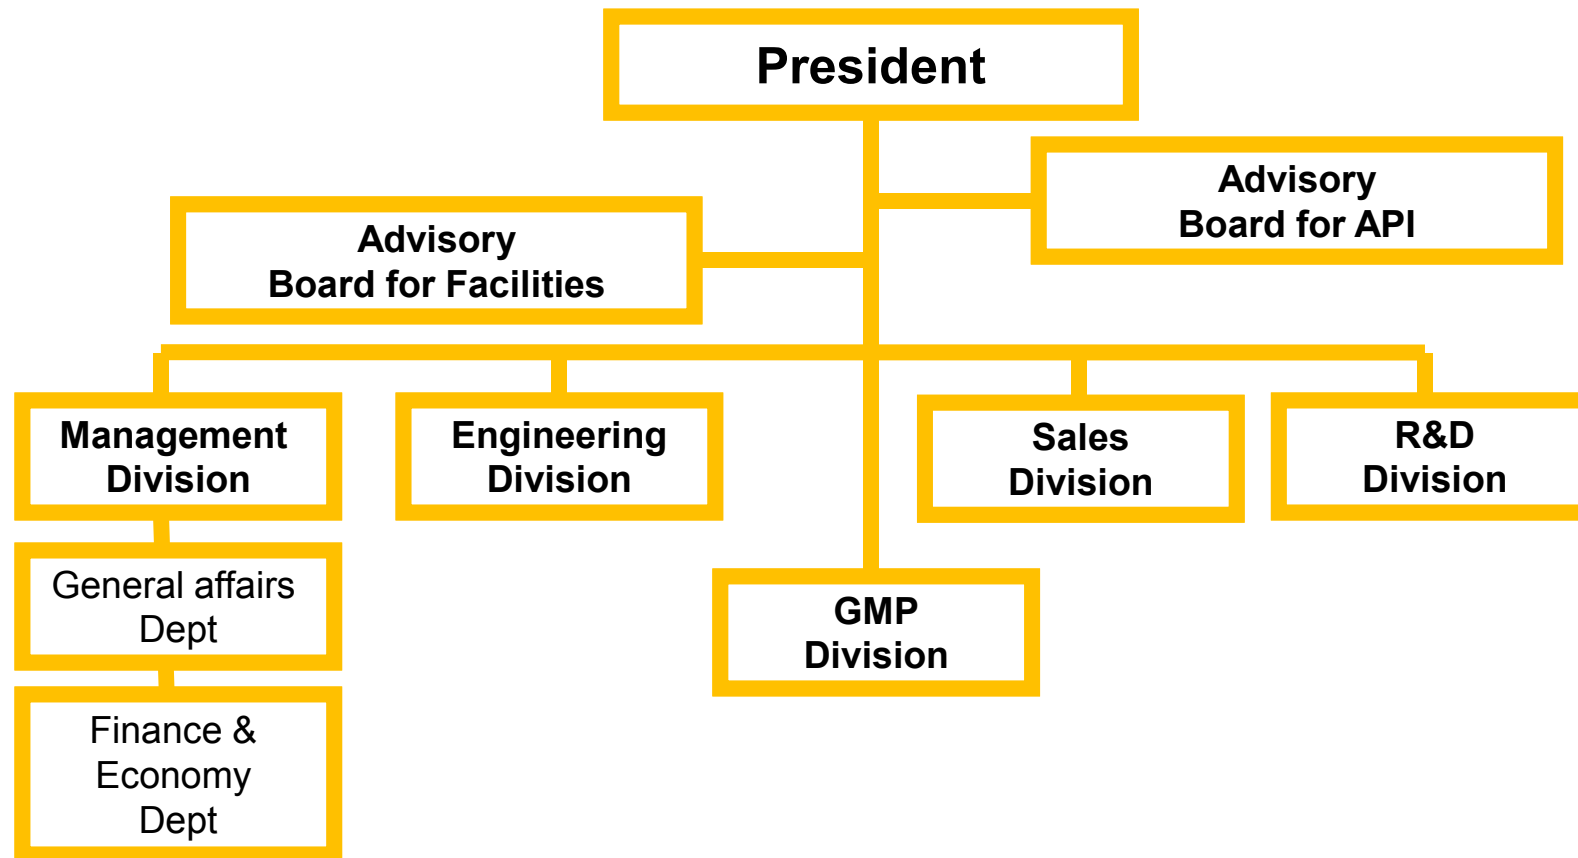 President
Advisory
Board for API
Advisory
Board for Facilities
Management
Division
Engineering
Division
Sales
Division
R&D
Division
General affairs
Dept
GMP
Division
Finance &
Economy
Dept